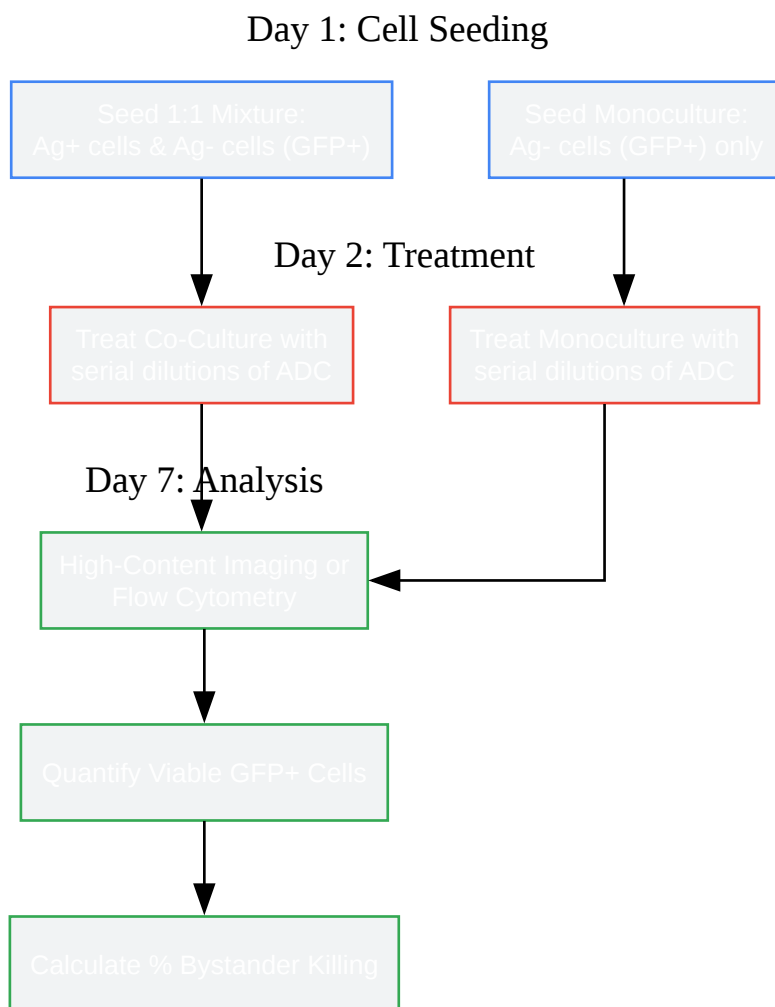 Day 1: Cell Seeding
Seed 1:1 Mixture:
Ag+ cells & Ag- cells (GFP+)
Seed Monoculture:
Ag- cells (GFP+) only
Day 2: Treatment
Treat Co-Culture with
serial dilutions of ADC
Treat Monoculture with
serial dilutions of ADC
Day 7: Analysis
High-Content Imaging or
Flow Cytometry
Quantify Viable GFP+ Cells
Calculate % Bystander Killing